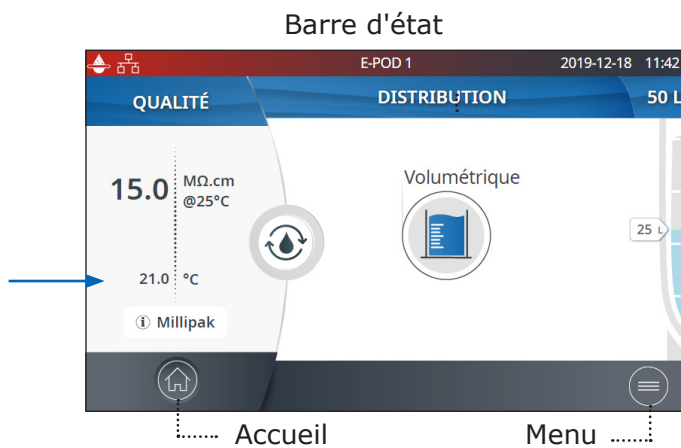 Barre d'état
E-POD 1 2019-12-18 11:42
QUALITÉ DISTRIBUTION 50 L
15.0 MΩ.cm
@25°C
Volumétrique
25 L
21.0 °C
i Millipak
Accueil Menu